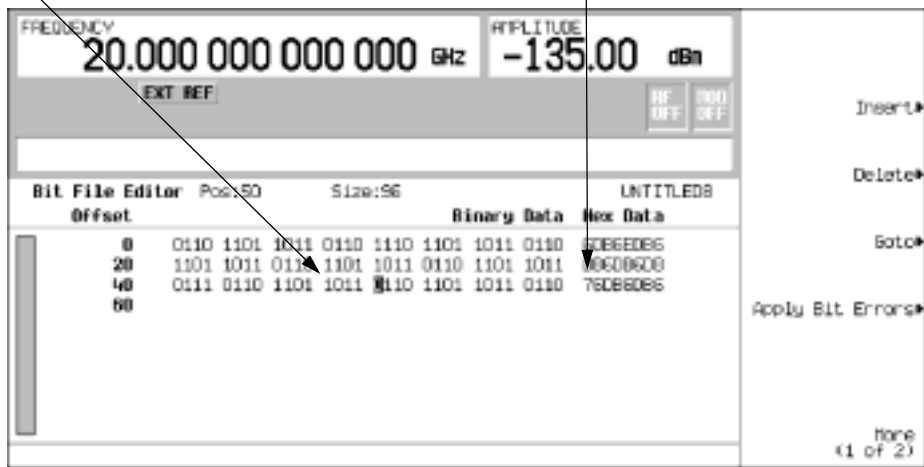 FREQUENCY
20.000 000 000 000 GHz
AMPLITUDE
-135.00 dBm
EXT REF
RF OFF
MOD OFF
Insert
Delete
Bit File Editor Pos:50 Size:96 UNTITLED8
Offset Binary Data Hex Data
0 0110 1101 1011 0110 1110 1101 1011 0110 6DB6EDB6
20 1101 1011 0110 1101 1011 0110 1101 1011 DB6DB6DB
40 0111 0110 1101 1011 0110 1101 1011 0110 76DB6DB6
60
Goto
Apply Bit Errors
More
(1 of 2)